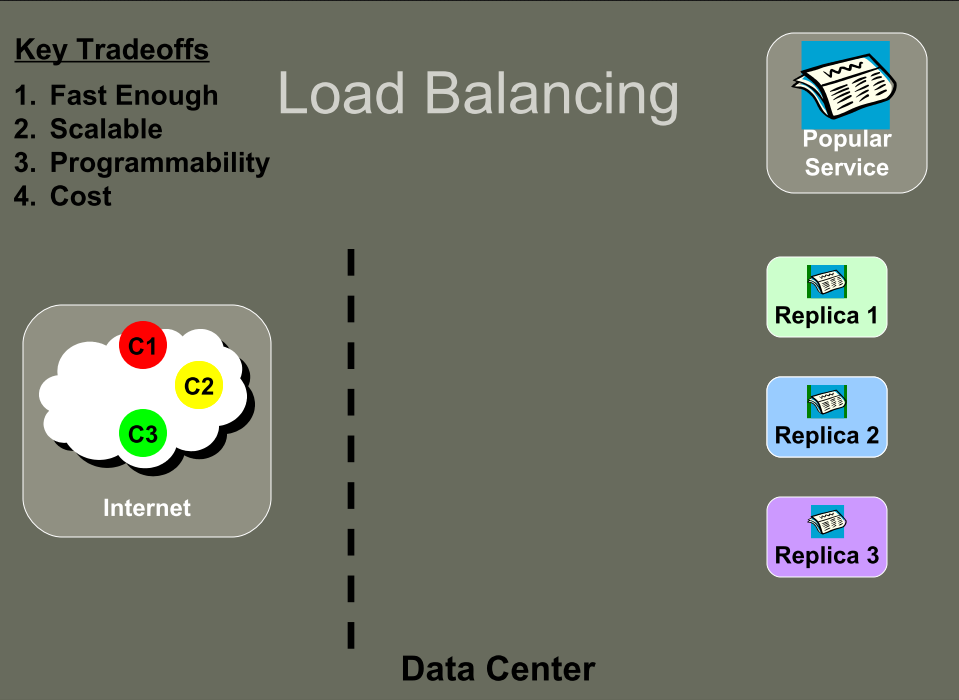 Key Tradeoffs
1. Fast Enough
2. Scalable
3. Programmability
4. Cost
Load Balancing
Popular
Service
Replica 1
Replica 2
Replica 3
C1
C2
C3
Internet
Data Center